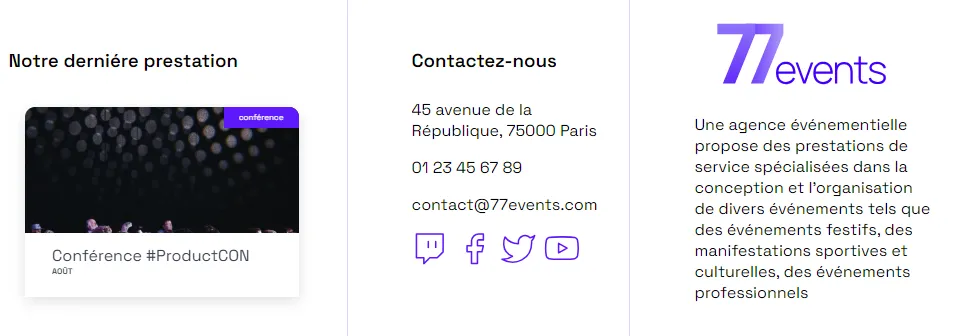 Notre derniére prestation
conférence
Conférence #ProductCON
AOÛT
Contactez-nous
45 avenue de la
République, 75000 Paris
01 23 45 67 89
contact@77events.com
77events
Une agence événementielle
propose des prestations de
service spécialisées dans la
conception et l'organisation
de divers événements tels que
des événements festifs, des
manifestations sportives et
culturelles, des événements
professionnels